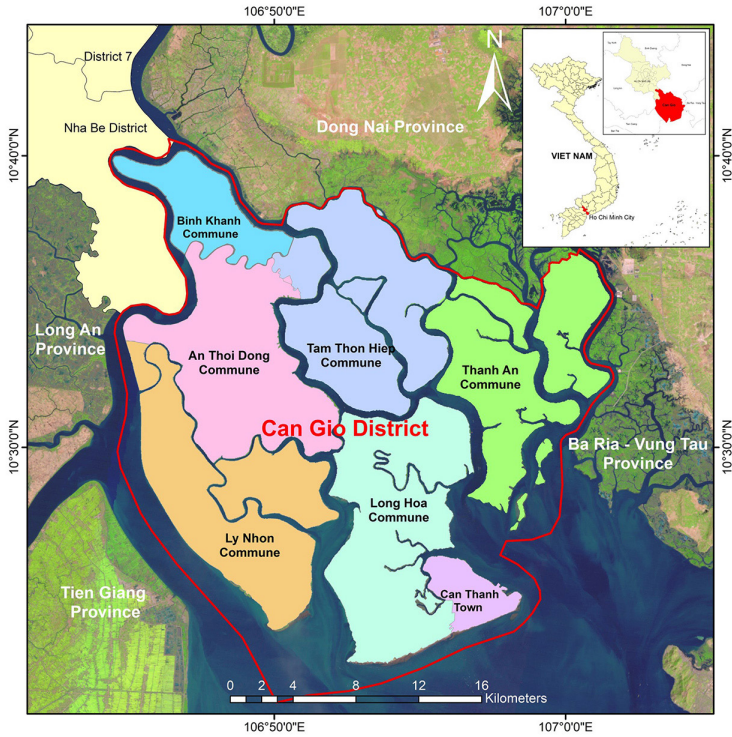 106°50'0"E
107°0'0"E
District 7
N
Nha Be District
Dong Nai Province
VIET NAM
10°40'0"N
10°40'0"N
Ho Chi Minh City
Binh Khanh
Commune
Long An
Province
An Thoi Dong
Commune
Tam Thon Hiep
Commune
Thanh An
Commune
Can Gio District
10°30'0"N
10°30'0"N
Ba Ria - Vung Tau
Province
Long Hoa
Commune
Ly Nhon
Commune
Tien Giang
Province
Can Thanh
Town
0 2 4 8 12 16
Kilometers
106°50'0"E
107°0'0"E